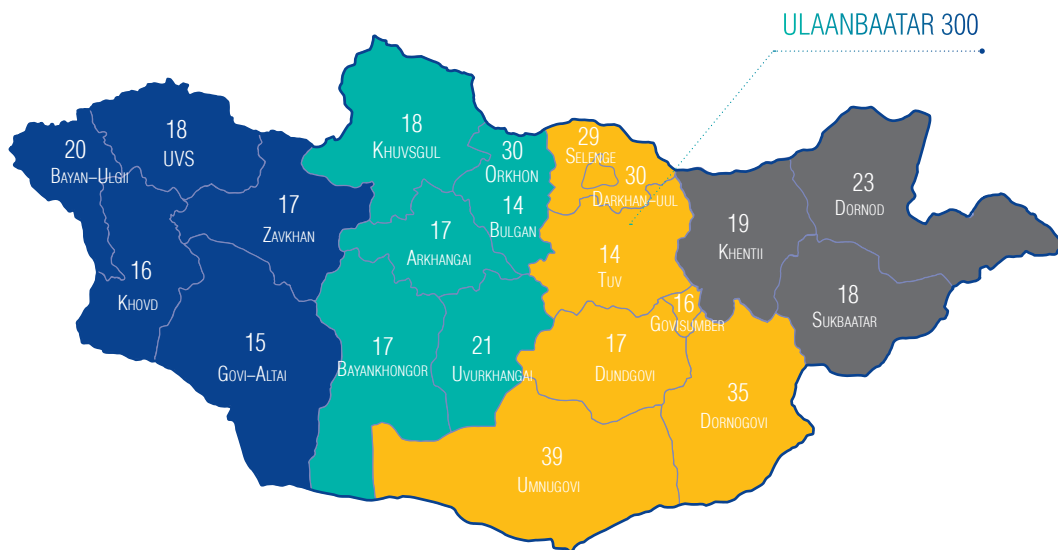 ULAANBAATAR 300
20
BAYAN–ULGII
18
UVS
17
ZAVKHAN
16
KHOVD
15
GOVI–ALTAI
18
KHUVSGUL
30
ORKHON
14
BULGAN
17
ARKHANGAI
17
BAYANKHONGOR
21
UVURKHANGAI
29
SELENGE
30
DARKHAN-UUL
14
TUV
16
GOVISUMBER
17
DUNDGOVI
35
DORNOGOVI
39
UMNUGOVI
19
KHENTII
23
DORNOD
18
SUKBAATAR